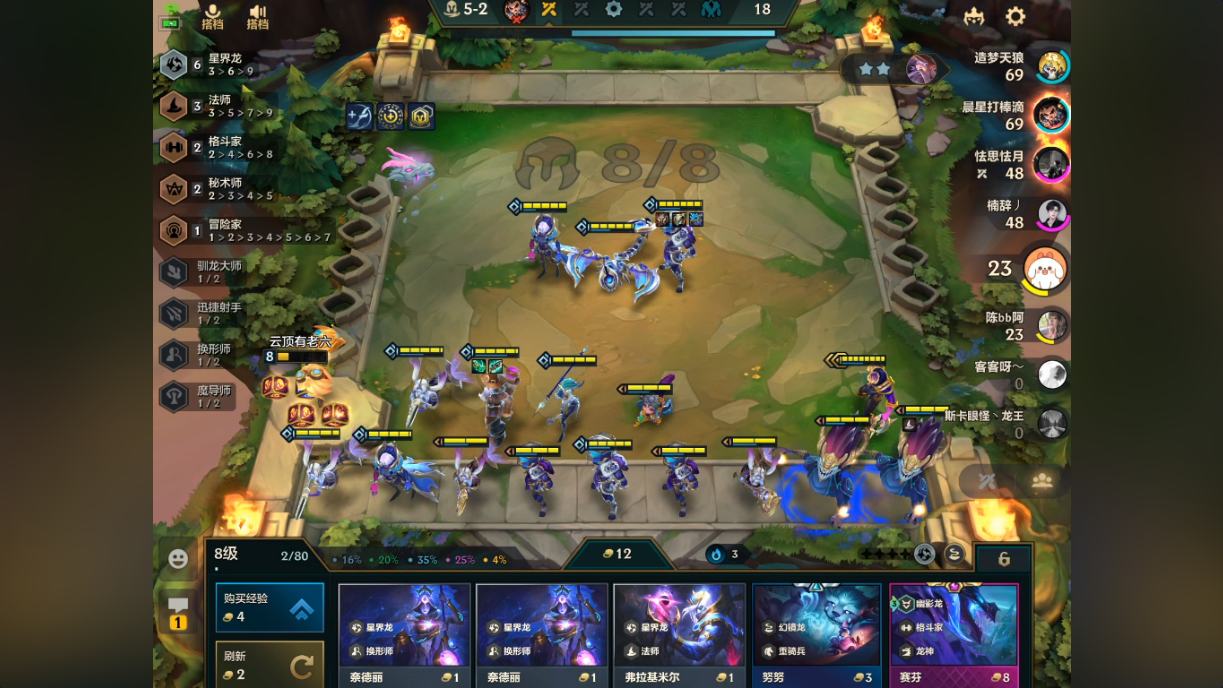 搭档
搭档
5-2
18
6 星界龙
3 > 6 > 9
3 法师
3 > 5 > 7 > 9
2 格斗家
2 > 4 > 6 > 8
2 秘术师
2 > 3 > 4 > 5
1 冒险家
1 > 2 > 3 > 4 > 5 > 6 > 7
驯龙大师
1 / 2
迅捷射手
1 / 2
换形师
1 / 2
魔导师
1 / 2
8/8
造梦天狼
69
晨星打棒滴
69
怯思怯月
48
楠辞丿
48
23
陈bb阿
23
客客呀～
0
斯卡眼怪丶龙王
0
云顶有老六
8
8级
2/80
16% 20% 35% 25% 4%
12
3
6
购买经验
4
刷新
2
星界龙
换形师
奈德丽 1
星界龙
换形师
奈德丽 1
星界龙
法师
弗拉基米尔 1
幻镜龙
重骑兵
努努 3
3 幽影龙
格斗家
龙神
赛芬 8
1